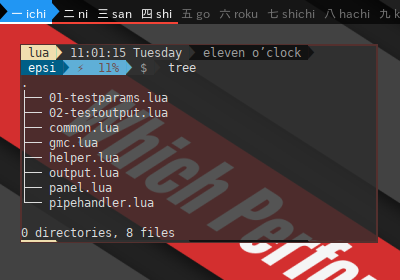 一 ichi 二 ni 三 san 四 shi 五 go 六 roku 七 shichi 八 hachi 九 k
lua 11:01:15 Tuesday eleven o’clock
epsi ⚡ 11% $ tree
.
├── 01-testparams.lua
├── 02-testoutput.lua
├── common.lua
├── gmc.lua
├── helper.lua
├── output.lua
├── panel.lua
└── pipehandler.lua
0 directories, 8 files
Which Perfo